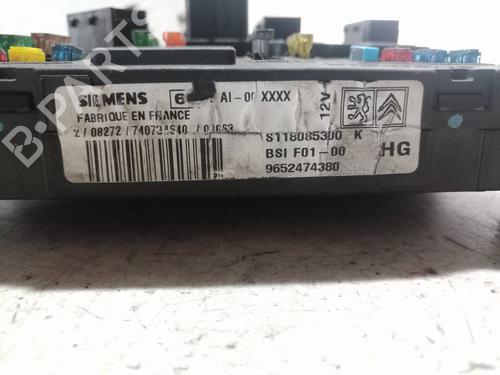 SIEMENS
AI-00 XXXX
FABRIQUE EN FRANCE
12V
S118085300 K
BSI F01-00
HG
9652474380
B-PARTS